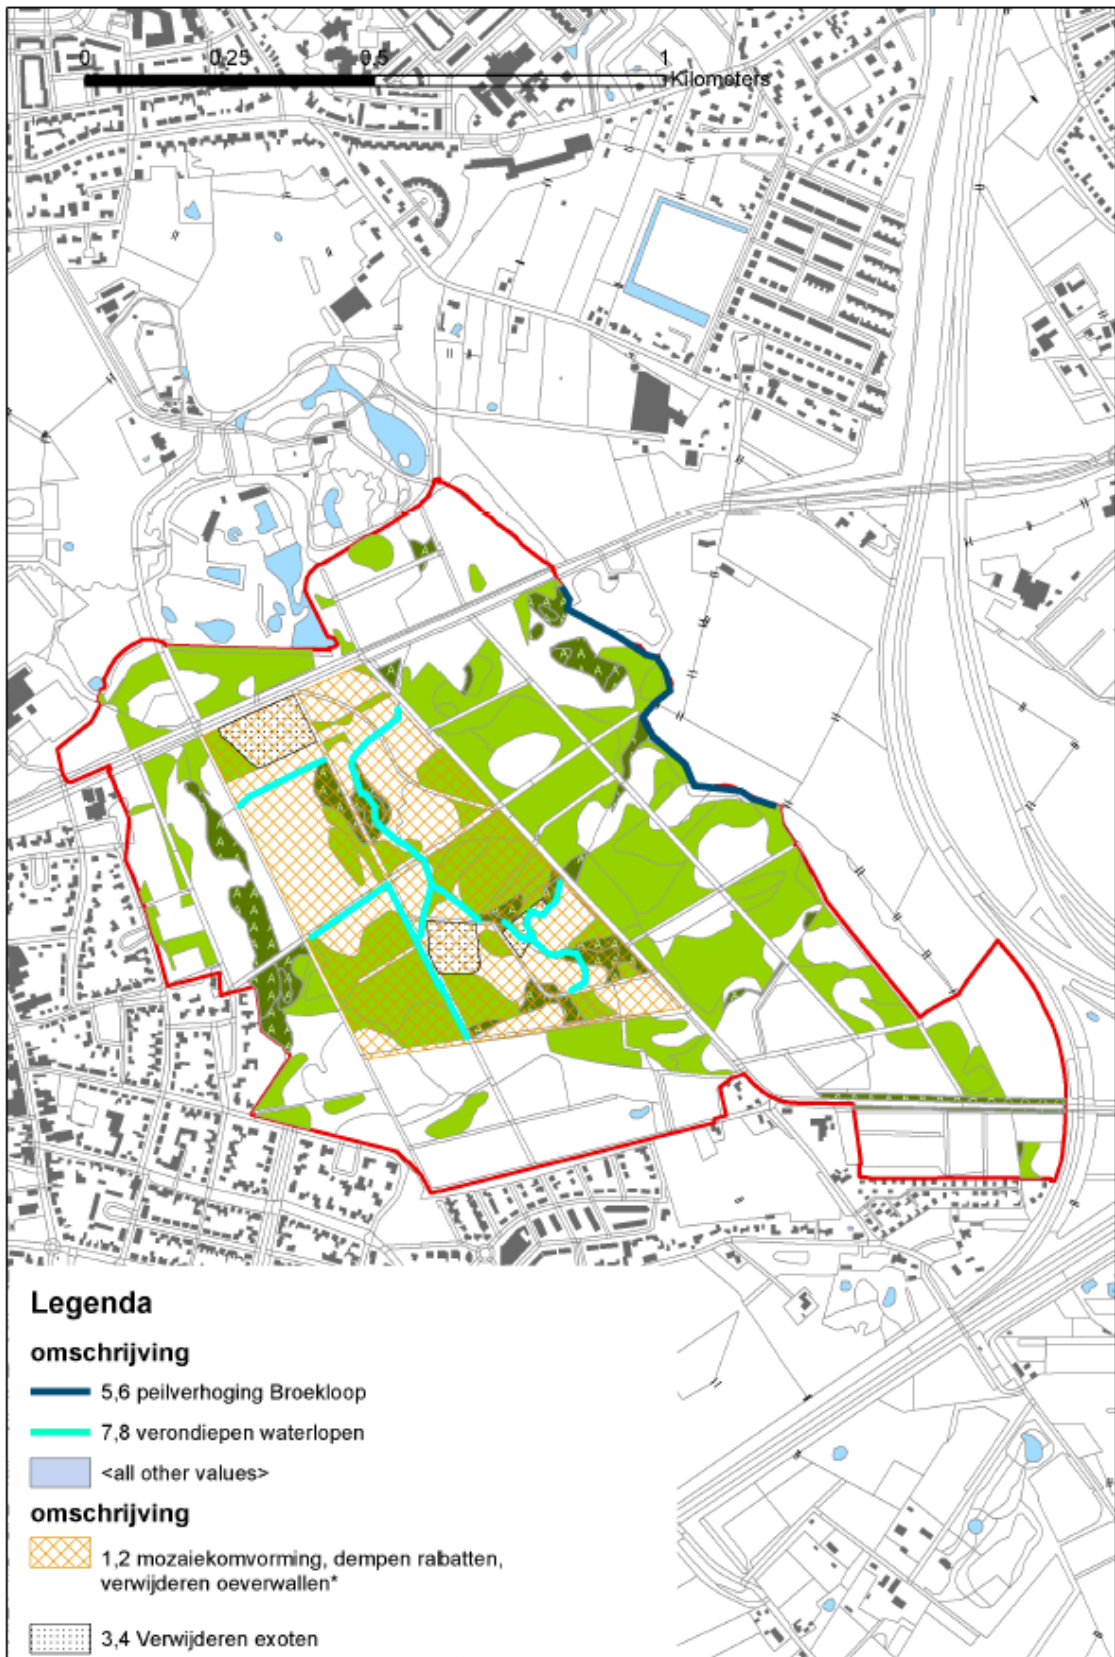 0 0.25 0.5 1
Kilometers
Legenda
omschrijving
5,6 peilverhoging Broekloop
7,8 verondiepen waterlopen
<all other values>
omschrijving
1,2 mozaiekomvorming, dempen rabatten,
verwijderen oeverwallen*
3,4 Verwijderen exoten